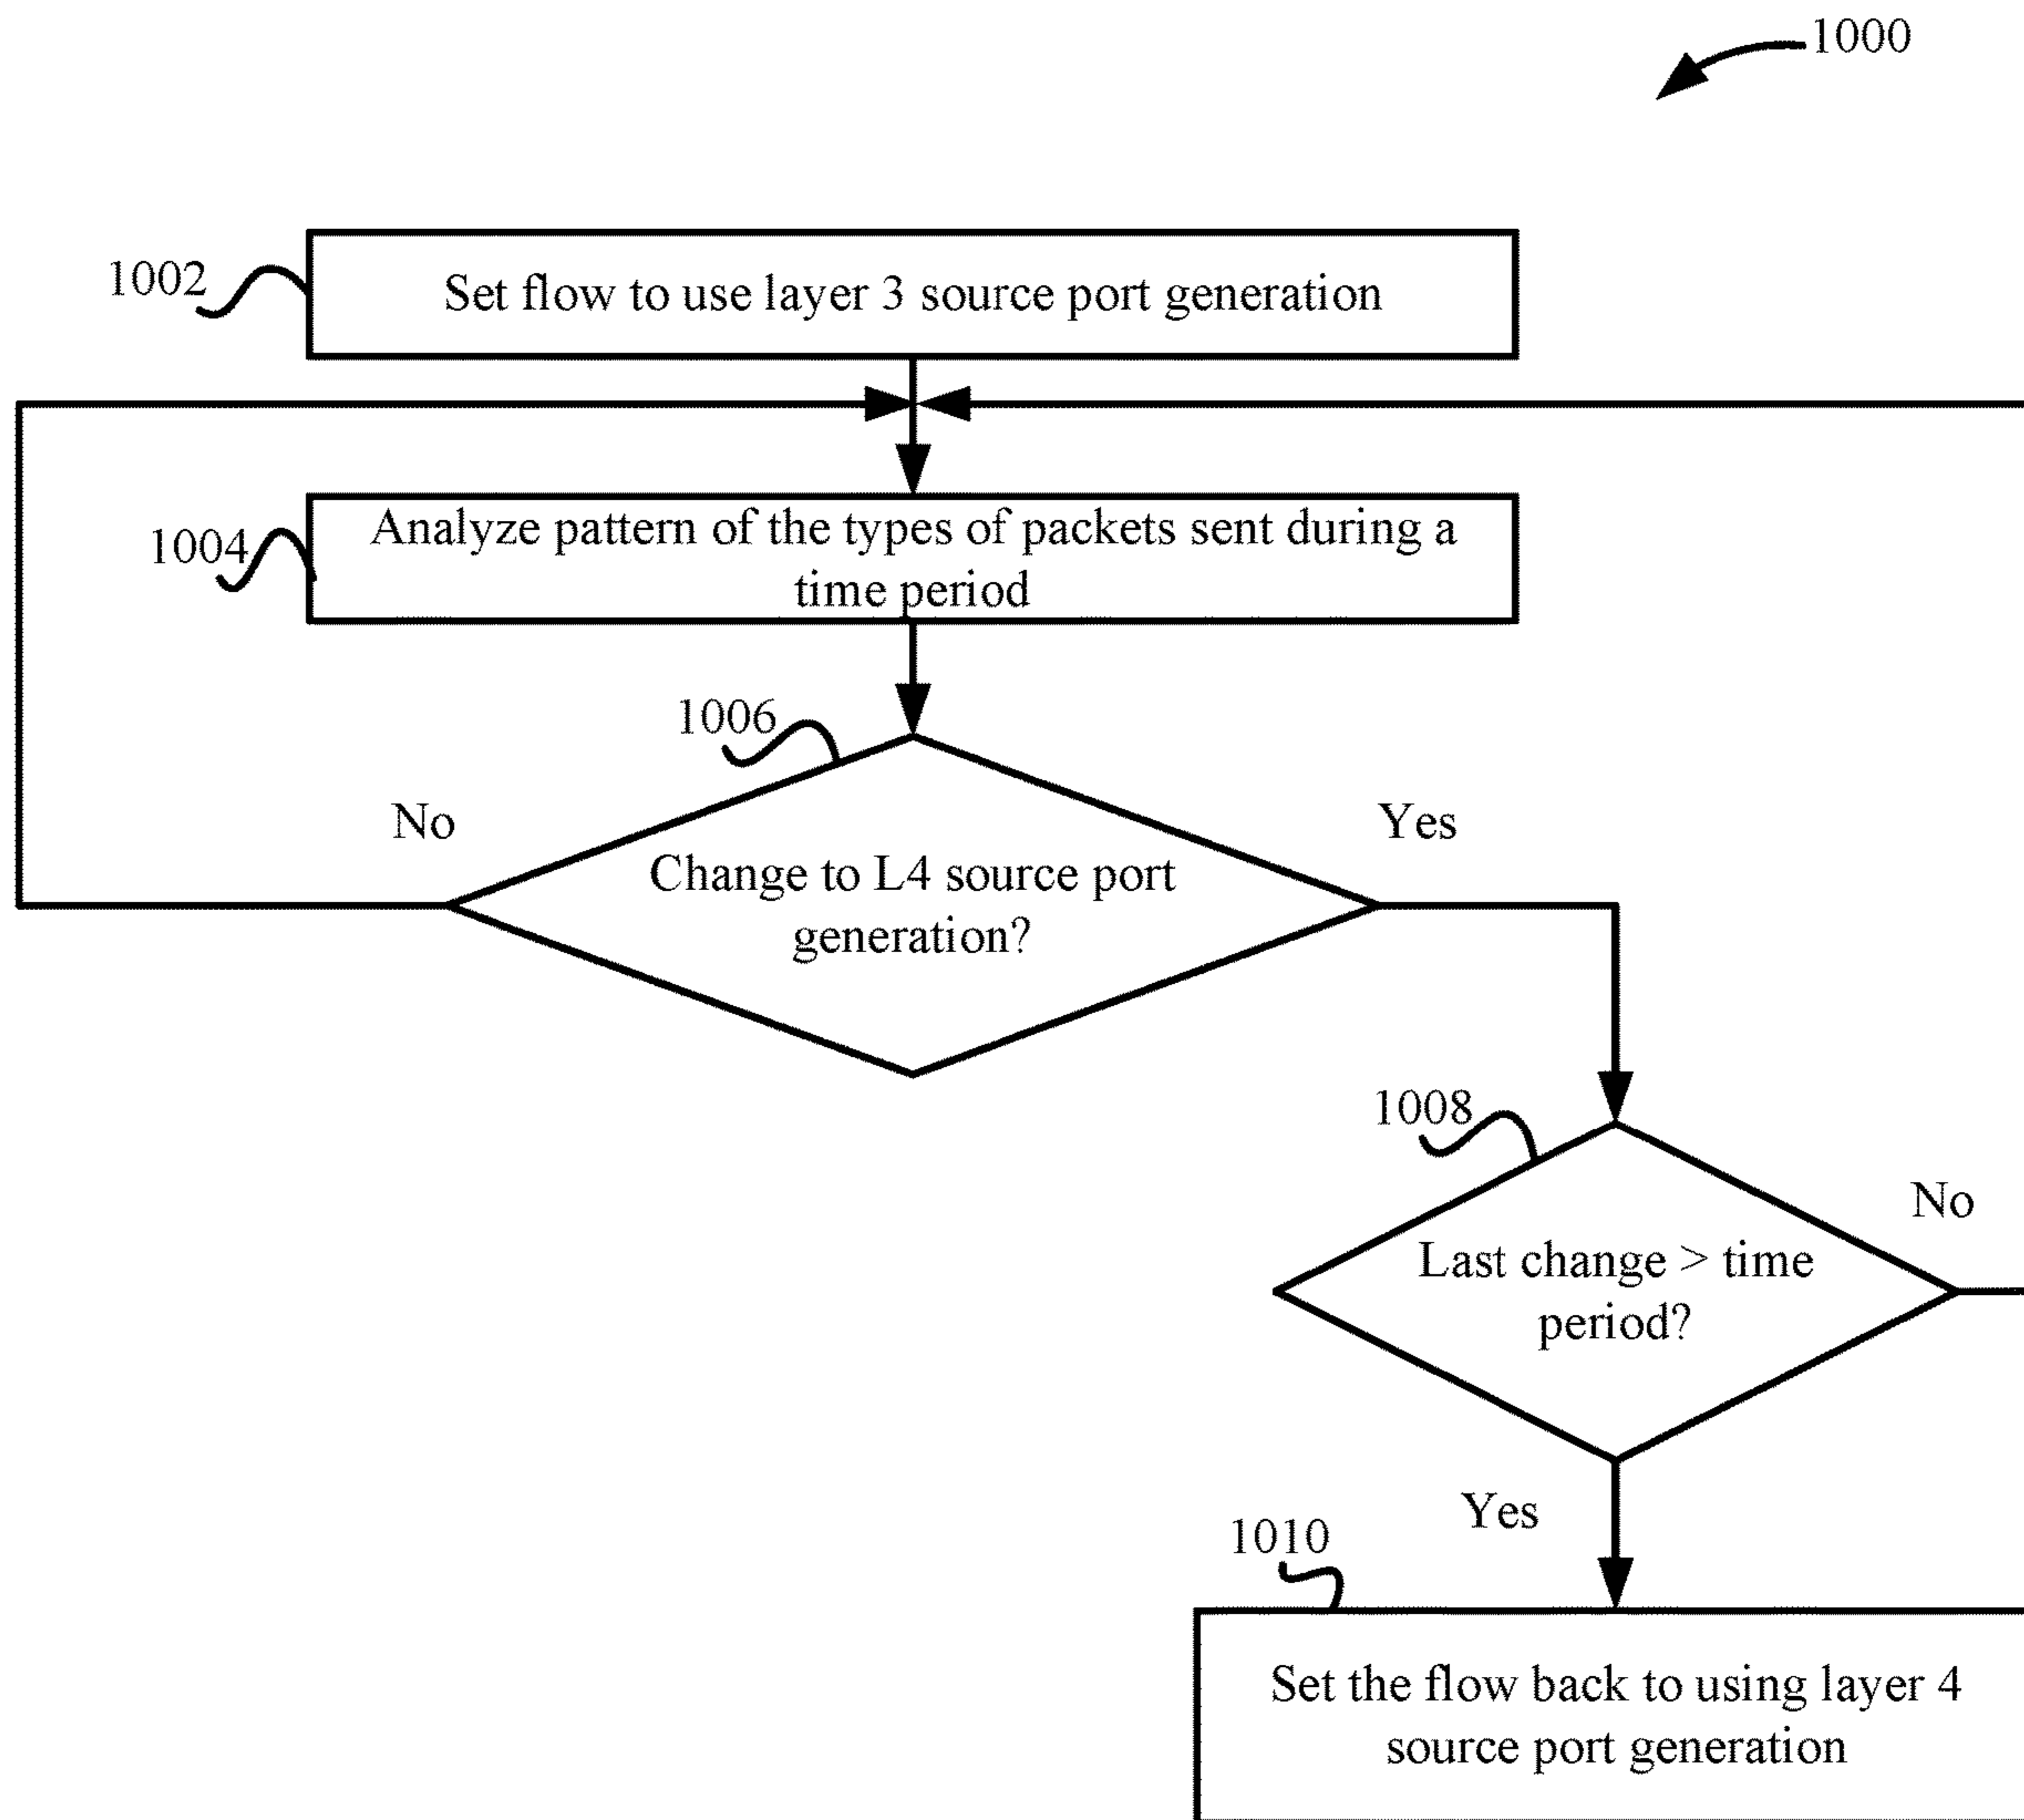 1000
1002
Set flow to use layer 3 source port generation
1004
Analyze pattern of the types of packets sent during a
time period
1006
No
Yes
Change to L4 source port
generation?
1008
No
Last change > time
period?
Yes
1010
Set the flow back to using layer 4
source port generation